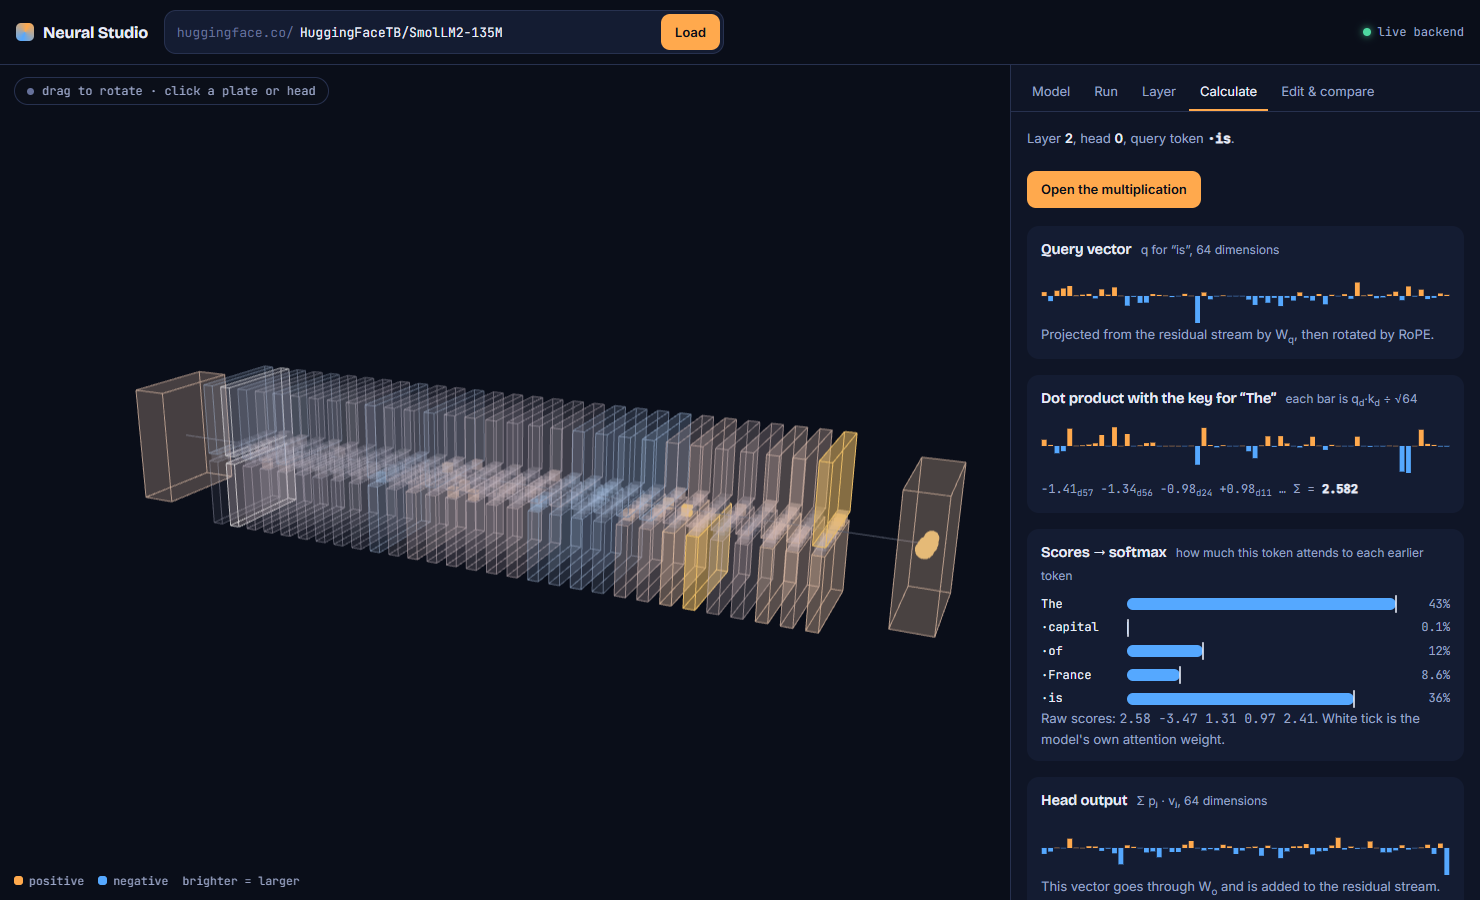 Neural Studio
huggingface.co/ HuggingFaceTB/SmolLM2-135M
Load
live backend
drag to rotate · click a plate or head
Model Run Layer Calculate Edit & compare
Layer 2, head 0, query token ·is.
Open the multiplication
Query vector q for “is”, 64 dimensions
Projected from the residual stream by Wq, then rotated by RoPE.
Dot product with the key for “The” each bar is qd·kd ÷ √64
-1.41d57 -1.34d56 -0.98d24 +0.98d11 … Σ = 2.582
Scores → softmax how much this token attends to each earlier
token
The 43%
·capital 0.1%
·of 12%
·France 8.6%
·is 36%
Raw scores: 2.58 -3.47 1.31 0.97 2.41. White tick is the
model's own attention weight.
Head output Σ pj · vj, 64 dimensions
This vector goes through Wo and is added to the residual stream.
positive negative brighter = larger